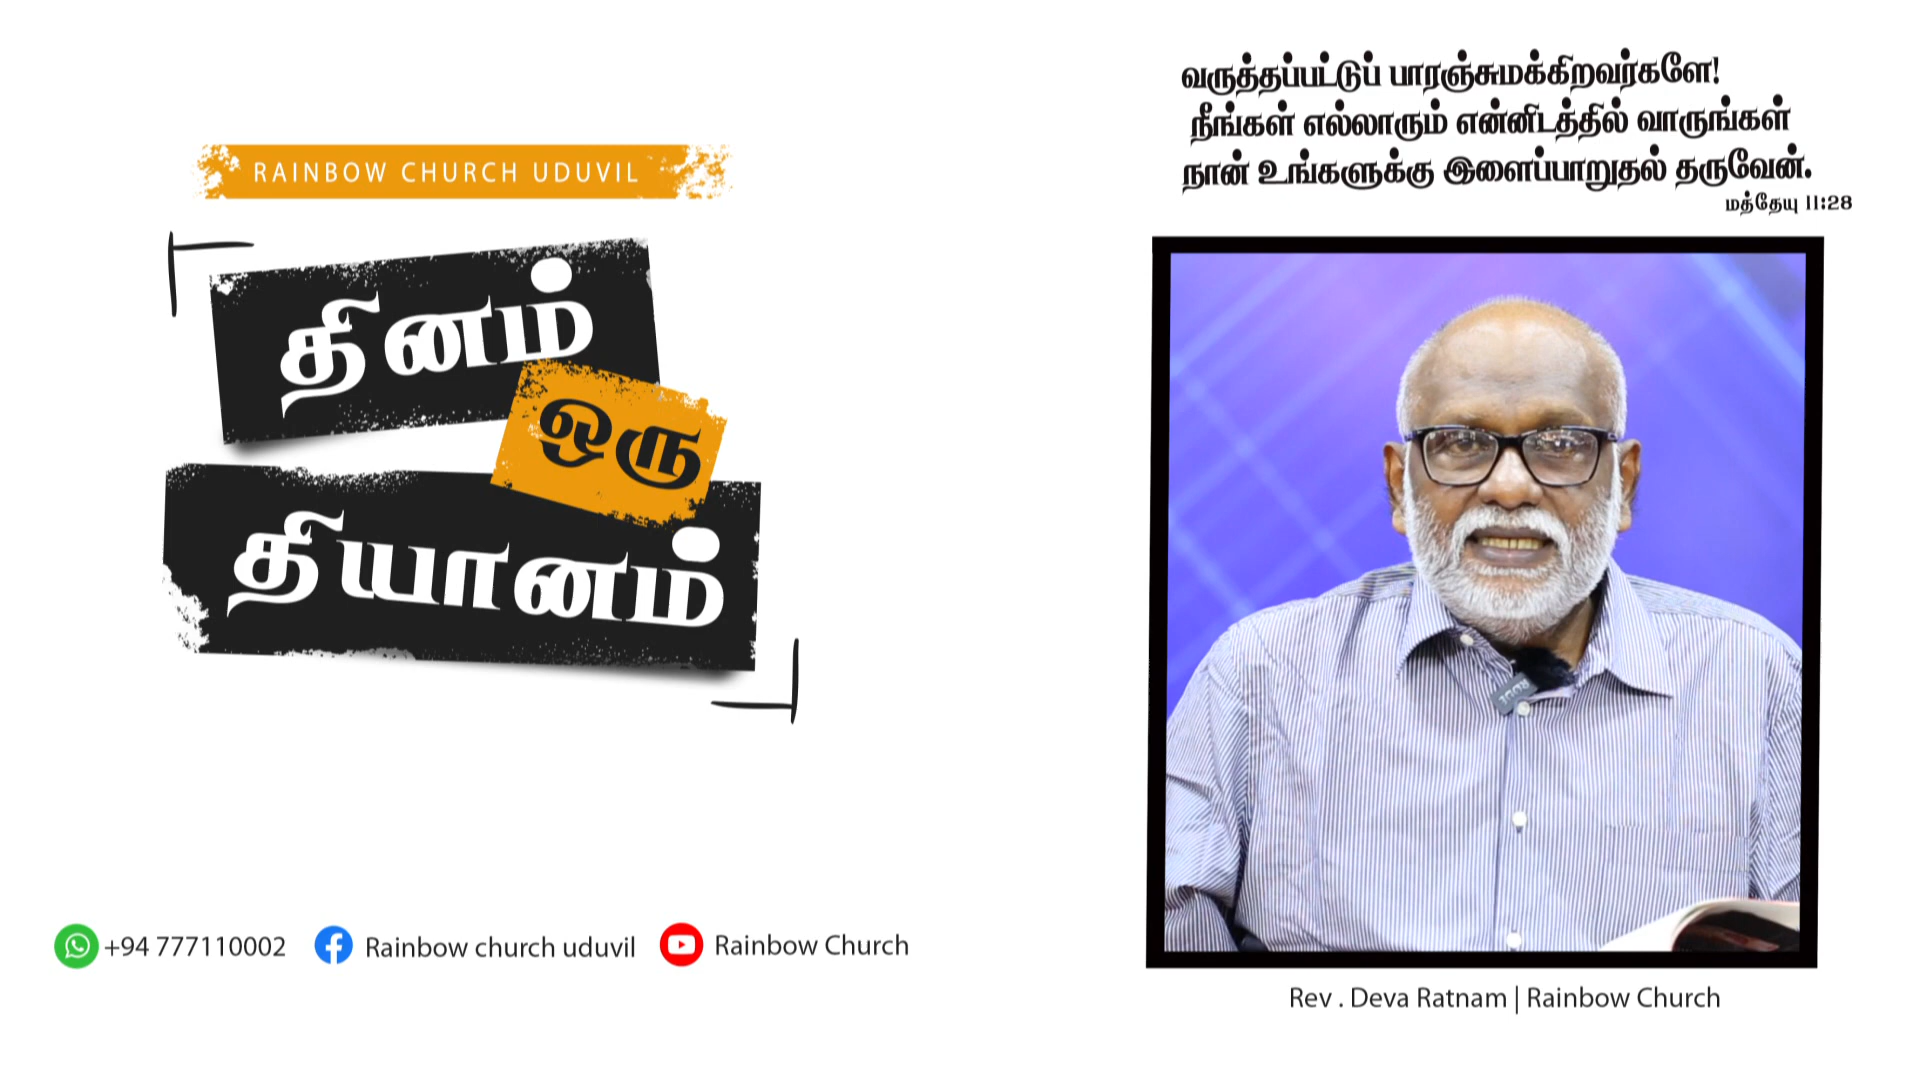 RAINBOW CHURCH UDUVIL
தினம்
ஒரு
தியானம்
+94 777110002
Rainbow church uduvil
Rainbow Church
வருத்தப்பட்டுப் பாரஞ்சுமக்கிறவர்களே!
நீங்கள் எல்லாரும் என்னிடத்தில் வாருங்கள்
நான் உங்களுக்கு இளைப்பாறுதல் தருவேன்.
மத்தேயு 11:28
RODE
Rev . Deva Ratnam | Rainbow Church